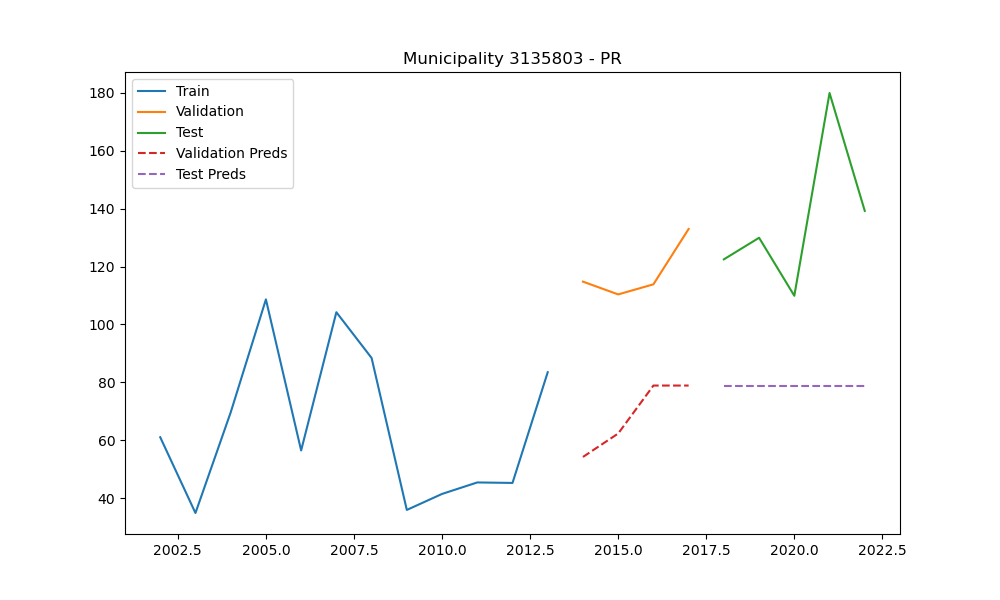 Municipality 3135803 - PR
Train
Validation
Test
Validation Preds
Test Preds
180
160
140
120
100
80
60
40
2002.5 2005.0 2007.5 2010.0 2012.5 2015.0 2017.5 2020.0 2022.5